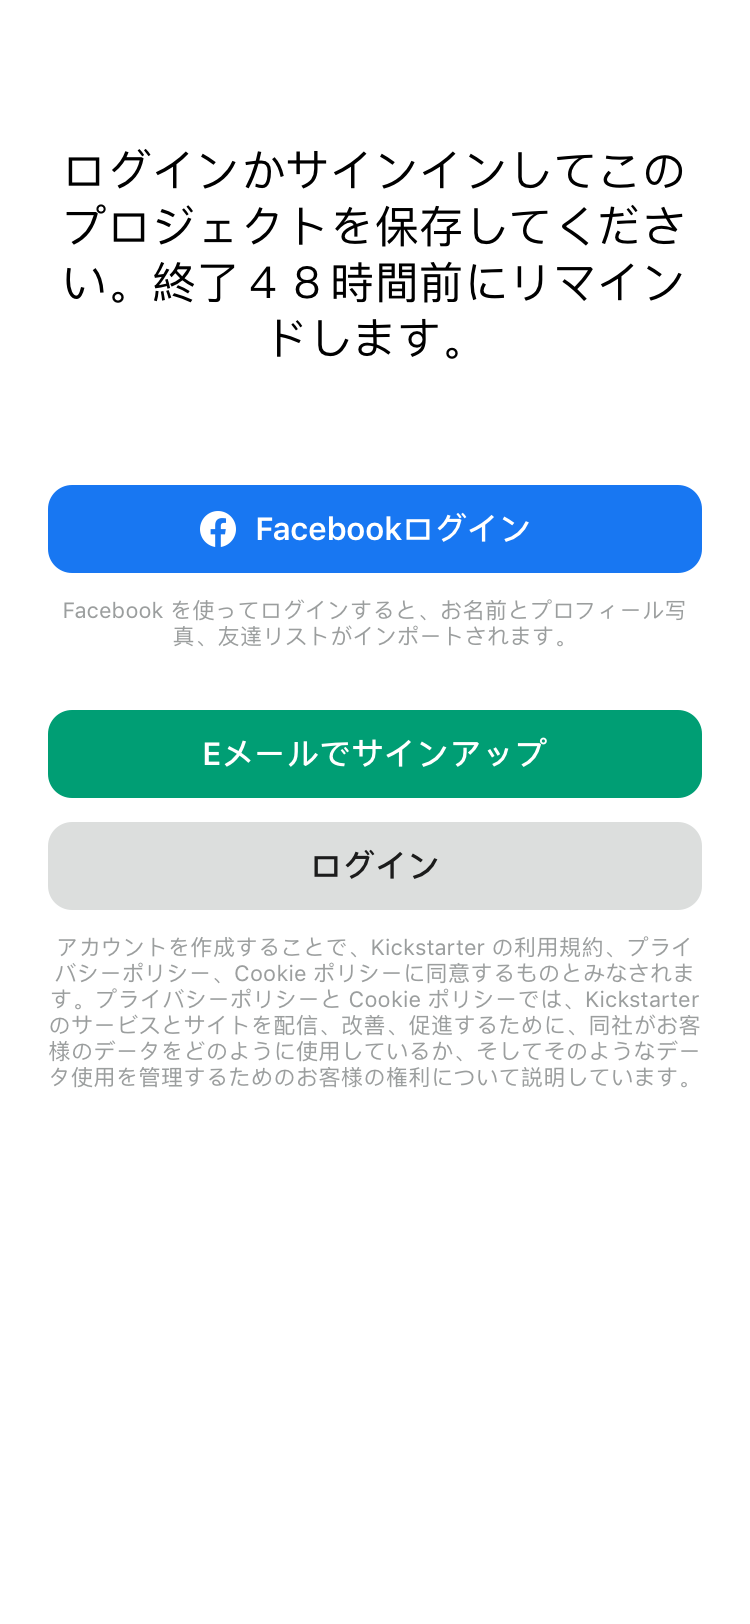 ログインかサインインしてこの
プロジェクトを保存してくださ
い。終了４８時間前にリマイン
ドします。
Facebookログイン
Facebook を使ってログインすると、お名前とプロフィール写
真、友達リストがインポートされます。
Eメールでサインアップ
ログイン
アカウントを作成することで、Kickstarter の利用規約、プライ
バシーポリシー、Cookie ポリシーに同意するものとみなされま
す。プライバシーポリシーと Cookie ポリシーでは、Kickstarter
のサービスとサイトを配信、改善、促進するために、同社がお客
様のデータをどのように使用しているか、そしてそのようなデー
タ使用を管理するためのお客様の権利について説明しています。